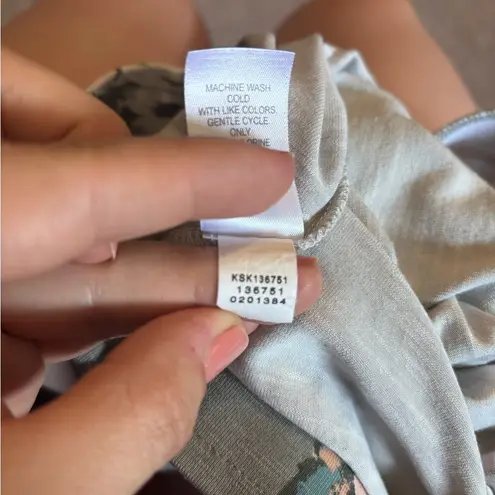 MACHINE WASH
COLD
WITH LIKE COLORS
GENTLE CYCLE
ONLY
KSK136751
136751
0201384